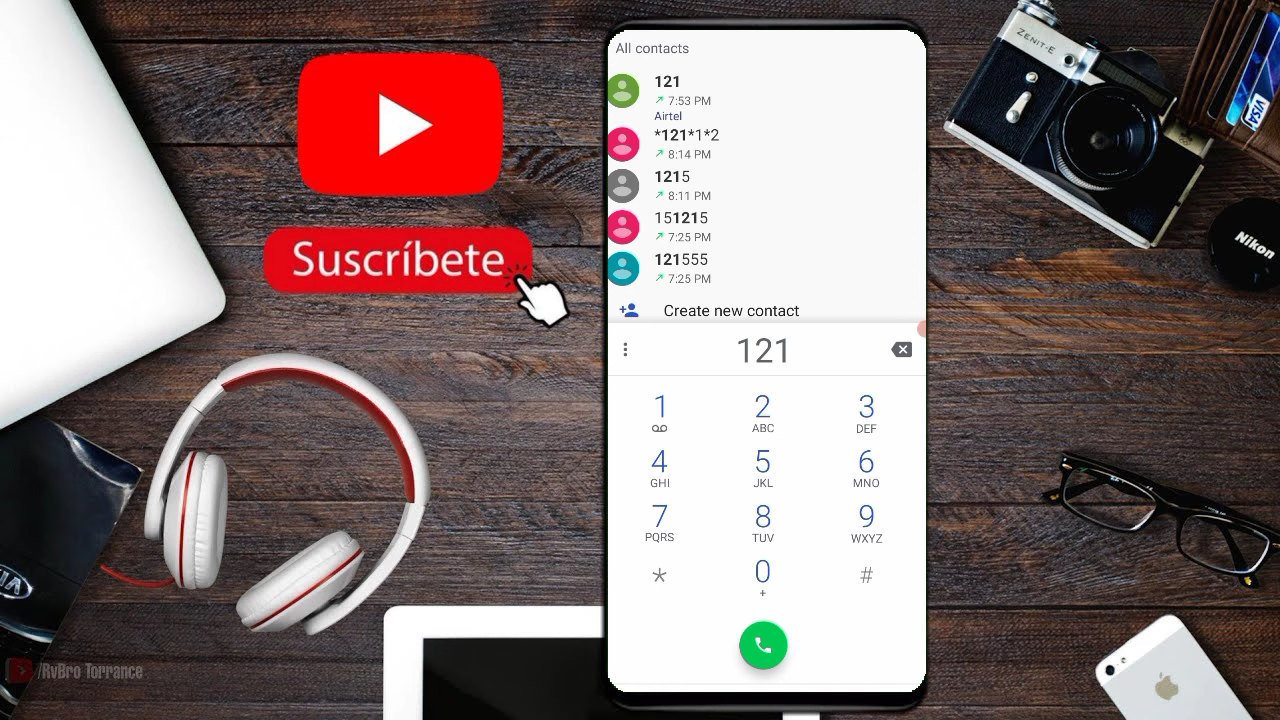 All contacts
121
7:53 PM
Airtel
*121*1*2
8:14 PM
1215
8:11 PM
151215
7:25 PM
121555
7:25 PM
Create new contact
121
1 2 3
ABC DEF
4 5 6
GHI JKL MNO
7 8 9
PQRS TUV WXYZ
* 0 #
+
Suscríbete
ZENIT-E
VISA
Nikon
KIA
/RvBro Torrance